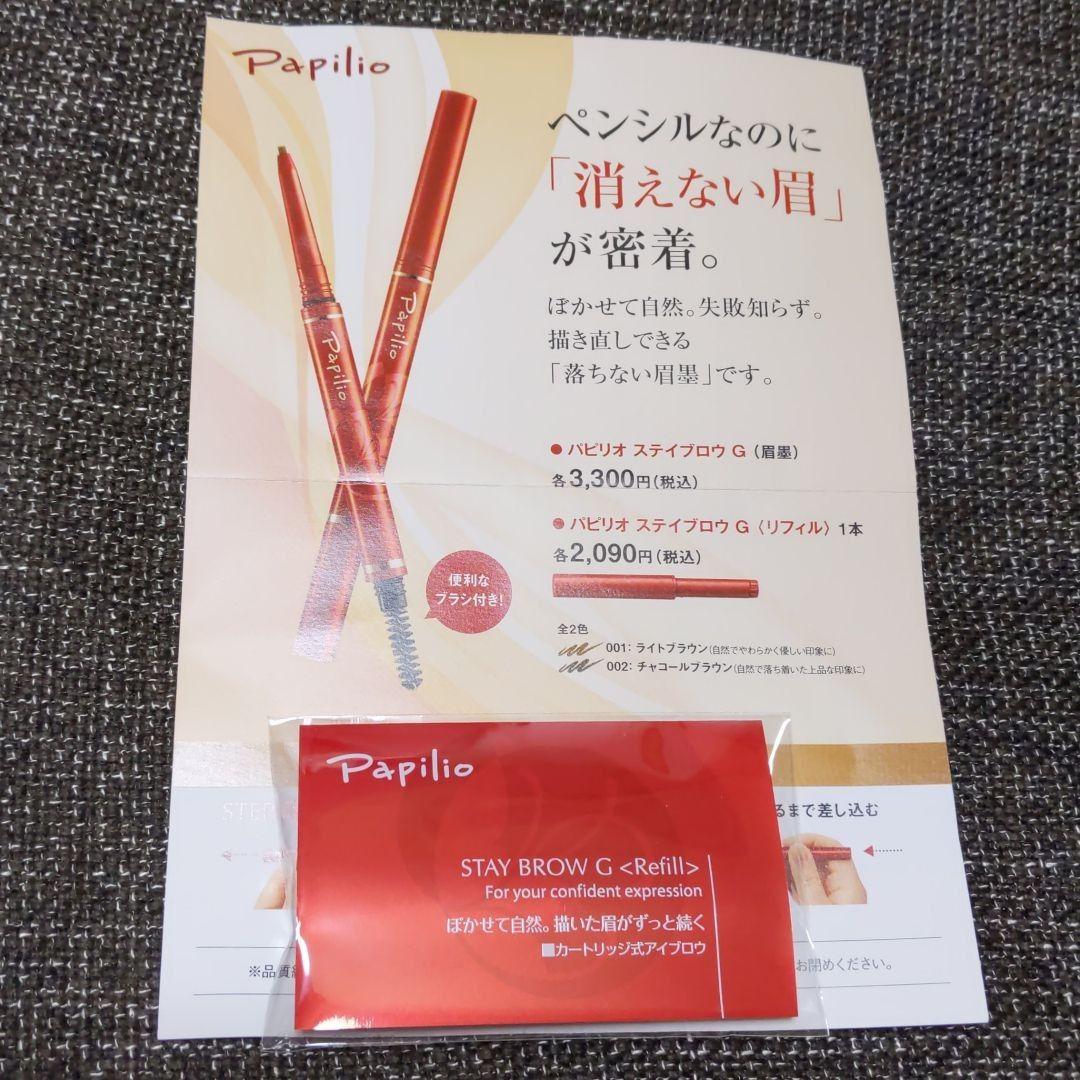 Papilio
ペンシルなのに
「消えない眉」
が密着。
ぼかせて自然。失敗知らず。
描き直しできる
「落ちない眉墨」です。
Papilio
Papilio
● パピリオ ステイブロウ G（眉墨）
各3,300円（税込）
● パピリオ ステイブロウ G〈リフィル〉1本
各2,090円（税込）
便利な
ブラシ付き!
全2色
001: ライトブラウン（自然でやわらかく優しい印象に）
002: チャコールブラウン（自然で落ち着いた上品な印象に）
STEP
るまで差し込む
※品質
お閉めください。
Papilio
STAY BROW G <Refill>
For your confident expression
ぼかせて自然。描いた眉がずっと続く
■カートリッジ式アイブロウ